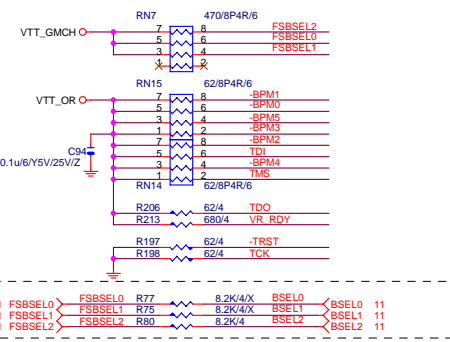 RN7 470/8P4R/6
VTT_GMCH 7 8 FSBSEL2
5 6 FSBSEL0
3 4 FSBSEL1
1 2
RN15 62/8P4R/6
VTT_OR 7 8 -BPM1
5 6 -BPM0
3 4 -BPM5
1 2 -BPM3
7 8 -BPM2
C94 5 6 TDI
0.1u/6/Y5V/25V/Z 3 4 -BPM4
1 2 TMS
RN14 62/8P4R/6
R206 62/4 TDO
R213 680/4 VR_RDY
R197 62/4 -TRST
R198 62/4 TCK
FSBSEL0 FSBSEL0 R77 8.2K/4/X BSEL0 BSEL0 11
FSBSEL1 FSBSEL1 R75 8.2K/4/X BSEL1 BSEL1 11
FSBSEL2 FSBSEL2 R80 8.2K/4 BSEL2 BSEL2 11